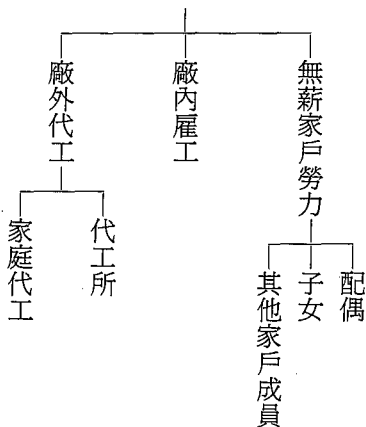 無薪家戶勞力
廠內雇工
廠外代工
配偶
子女
其他家戶成員
代工所
家庭代工